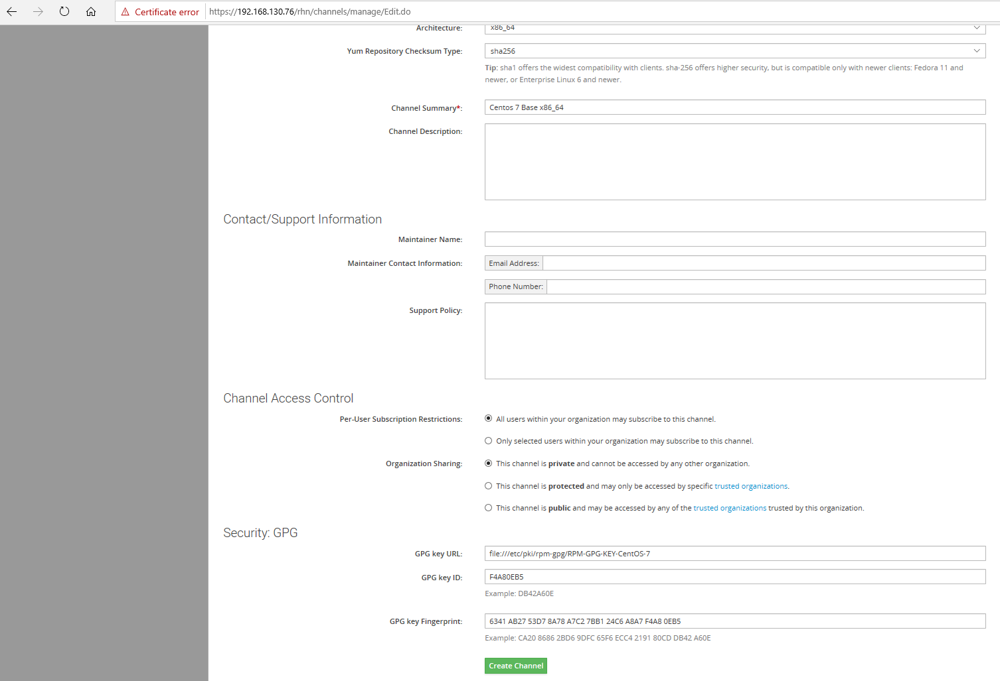 Certificate error https://192.168.130.76/rhn/channels/manage/Edit.do
Architecture: x86_64
Yum Repository Checksum Type: sha256
Tip: sha1 offers the widest compatibility with clients. sha-256 offers higher security, but is compatible only with newer clients: Fedora 11 and
newer, or Enterprise Linux 6 and newer.
Channel Summary*: Centos 7 Base x86_64
Channel Description:
Contact/Support Information
Maintainer Name:
Maintainer Contact Information: Email Address:
Phone Number:
Support Policy:
Channel Access Control
Per-User Subscription Restrictions: All users within your organization may subscribe to this channel.
Only selected users within your organization may subscribe to this channel.
Organization Sharing: This channel is private and cannot be accessed by any other organization.
This channel is protected and may only be accessed by specific trusted organizations.
This channel is public and may be accessed by any of the trusted organizations trusted by this organization.
Security: GPG
GPG key URL: file:///etc/pki/rpm-gpg/RPM-GPG-KEY-CentOS-7
GPG key ID: F4A80EB5
Example: DB42A60E
GPG key Fingerprint: 6341 AB27 53D7 8A78 A7C2 7BB1 24C6 A8A7 F4A8 0EB5
Example: CA20 8686 2BD6 9DFC 65F6 ECC4 2191 80CD DB42 A60E
Create Channel